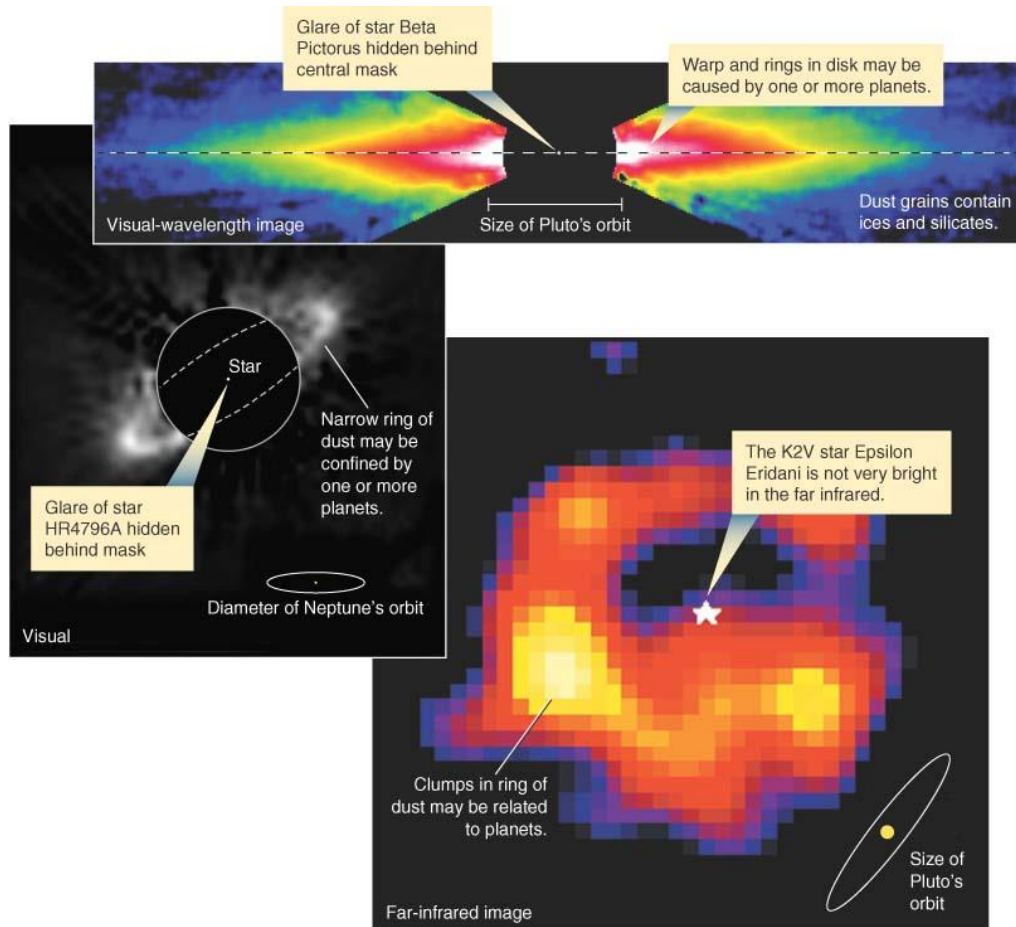 Glare of star Beta
Pictorus hidden behind
central mask
Warp and rings in disk may be
caused by one or more planets.
Visual-wavelength image
Size of Pluto's orbit
Dust grains contain
ices and silicates.
Star
Narrow ring of
dust may be
confined by
one or more
planets.
Glare of star
HR4796A hidden
behind mask
Diameter of Neptune's orbit
Visual
The K2V star Epsilon
Eridani is not very bright
in the far infrared.
Clumps in ring of
dust may be related
to planets.
Size of
Pluto's
orbit
Far-infrared image